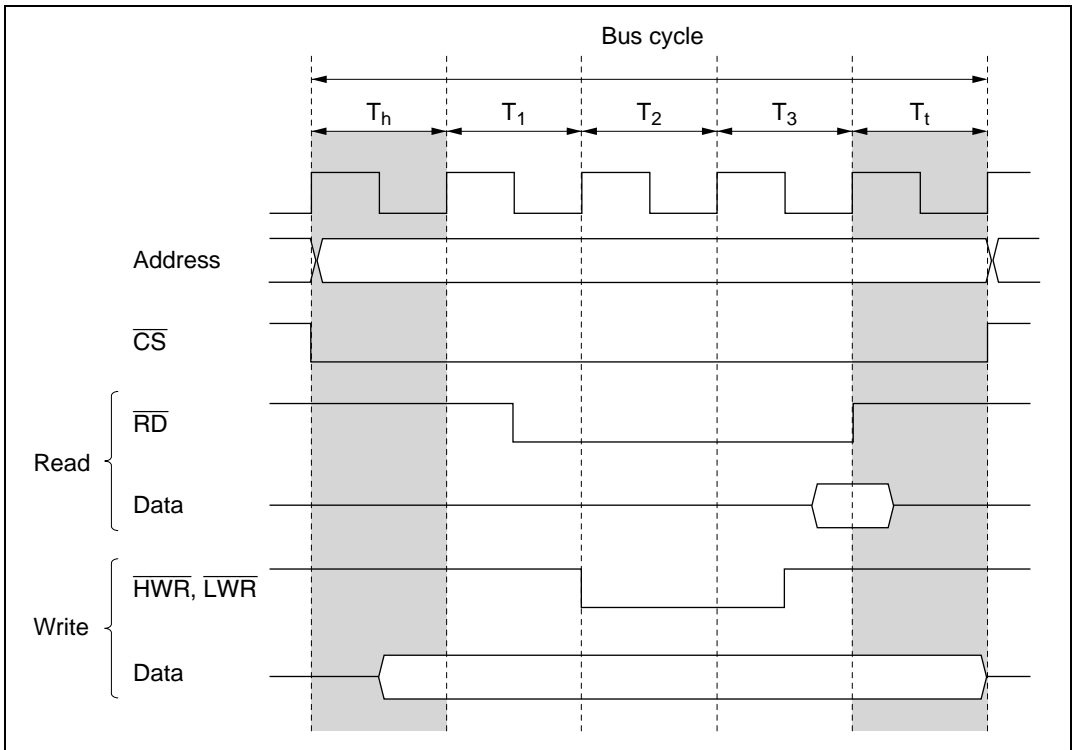 Bus cycle
Th T1 T2 T3 Tt
Address
CS
Read
RD
Data
Write
HWR, LWR
Data